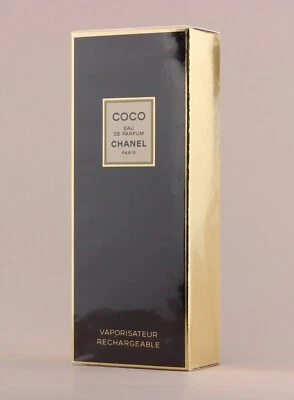 COCO
EAU
DE PARFUM
CHANEL
PARIS
VAPORISATEUR
RECHARGEABLE